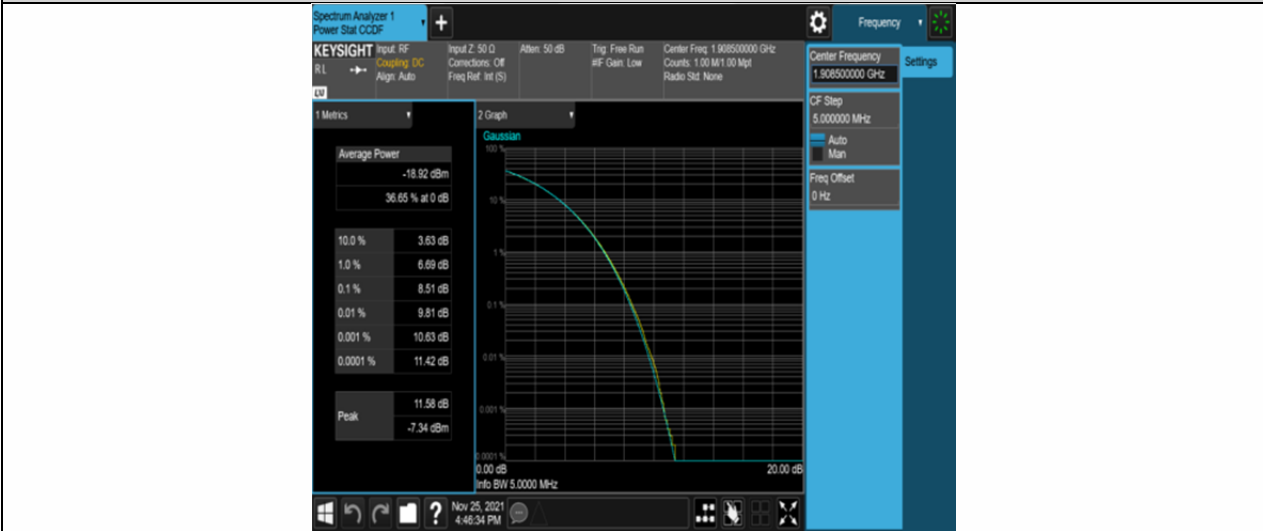 Spectrum Analyzer 1
Power Stat CCDF
Frequency
KEYSIGHT
R L
LV
Input: RF
Coupling: DC
Align: Auto
Input Z: 50 Ω
Corrections: Off
Freq Ref: Int (S)
Atten: 50 dB
Trig: Free Run
#IF Gain: Low
Center Freq: 1.908500000 GHz
Counts: 1.00 M/1.00 Mpt
Radio Std: None
Center Frequency
1.908500000 GHz
Settings
CF Step
5.000000 MHz
Auto
Man
Freq Offset
0 Hz
1 Metrics
Average Power
-18.92 dBm
36.65 % at 0 dB
10.0 % 3.63 dB
1.0 % 6.69 dB
0.1 % 8.51 dB
0.01 % 9.81 dB
0.001 % 10.63 dB
0.0001 % 11.42 dB
Peak
11.58 dB
-7.34 dBm
2 Graph
Gaussian
100 %
10 %
1 %
0.1 %
0.01 %
0.001 %
0.0001 %
0.00 dB 20.00 dB
Info BW 5.0000 MHz
Nov 25, 2021
4:46:34 PM